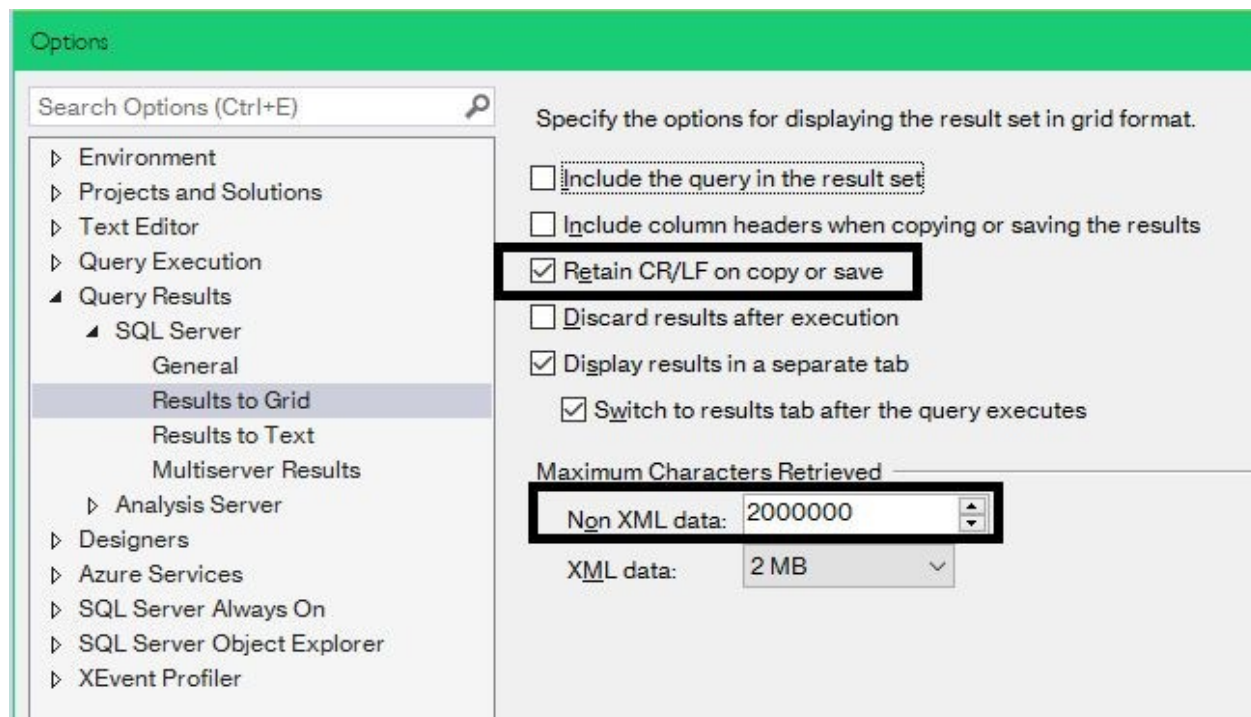 Options
Search Options (Ctrl+E)
Environment
Projects and Solutions
Text Editor
Query Execution
Query Results
SQL Server
General
Results to Grid
Results to Text
Multiserver Results
Analysis Server
Designers
Azure Services
SQL Server Always On
SQL Server Object Explorer
XEvent Profiler
Specify the options for displaying the result set in grid format.
Include the query in the result set
Include column headers when copying or saving the results
Retain CR/LF on copy or save
Discard results after execution
Display results in a separate tab
Switch to results tab after the query executes
Maximum Characters Retrieved
Non XML data: 2000000
XML data: 2 MB